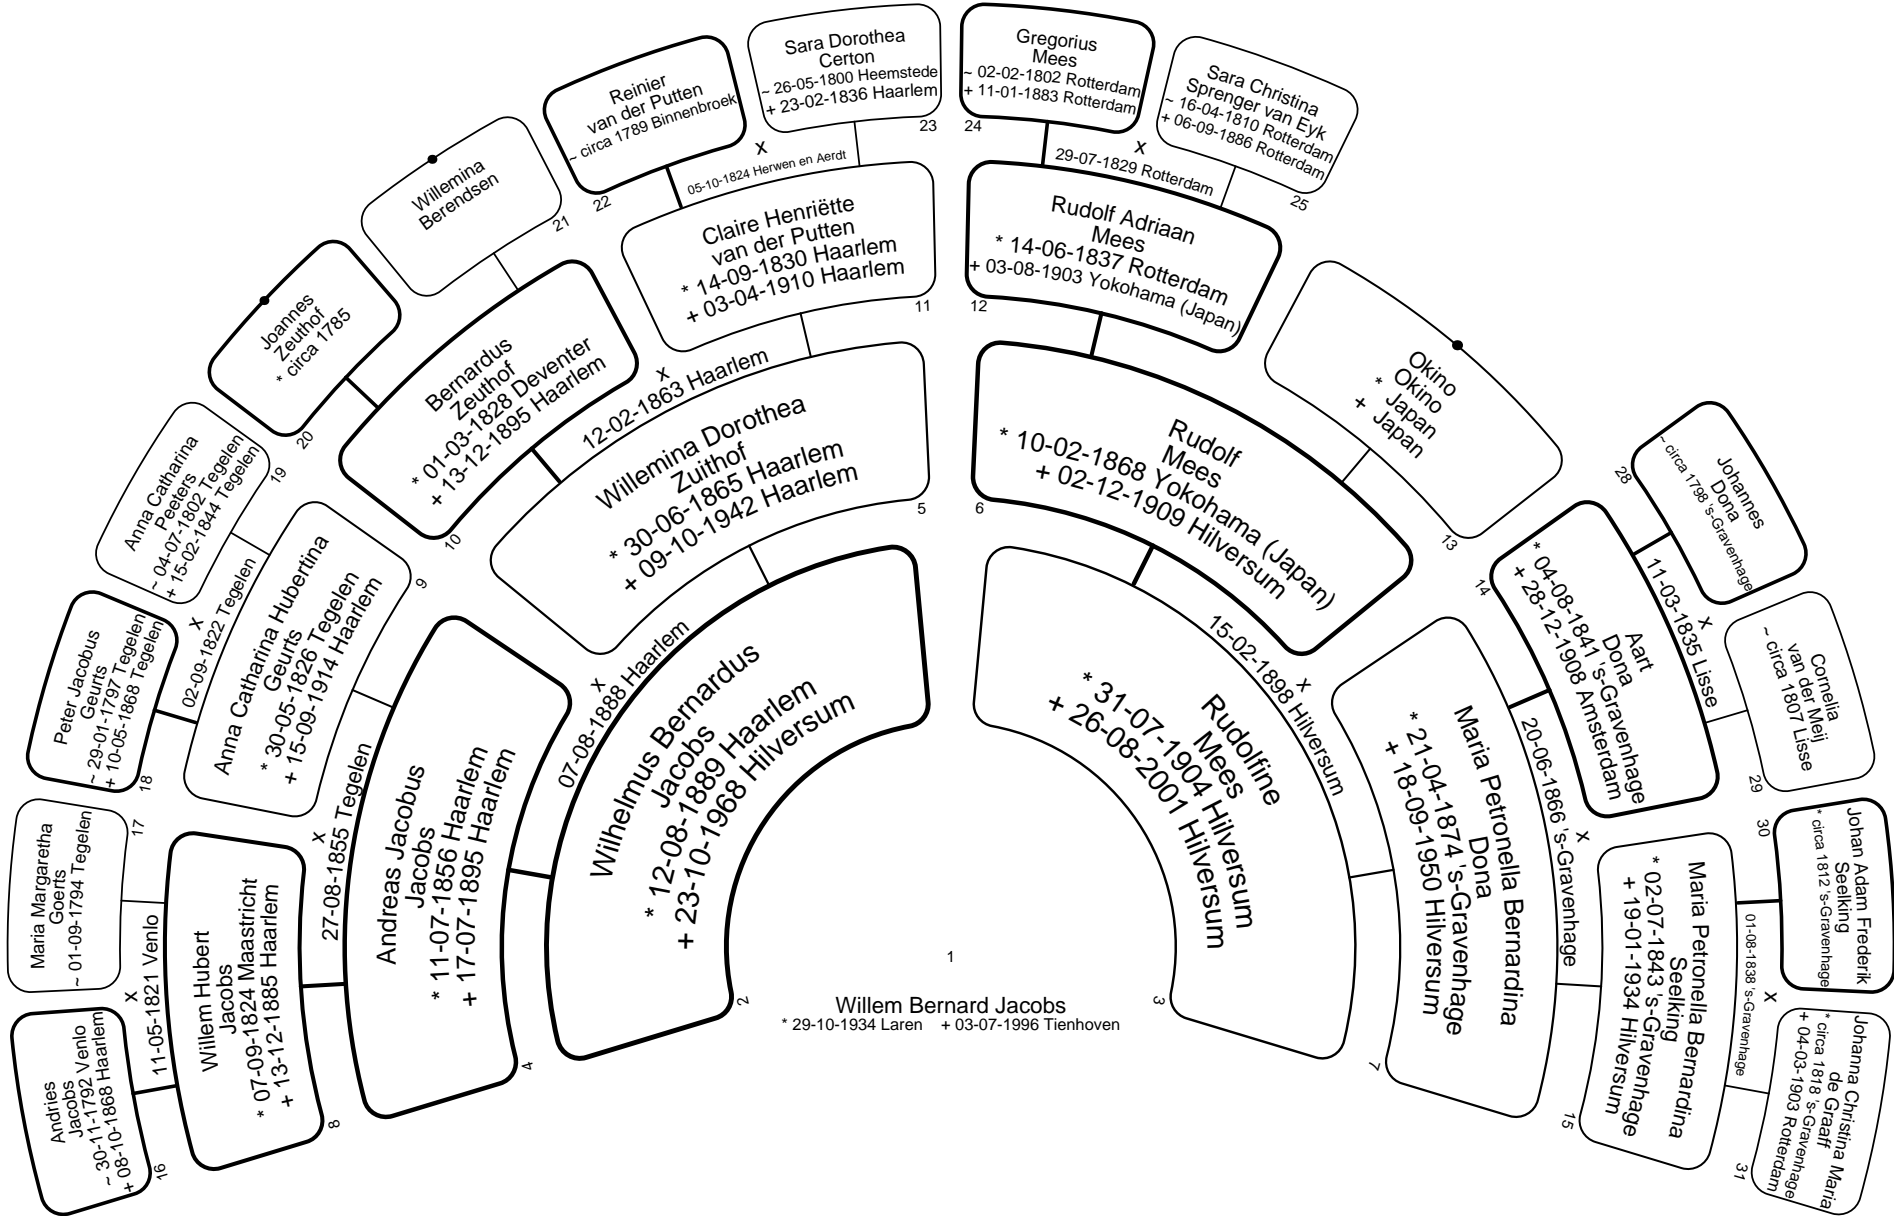 1
Willem Bernard Jacobs
* 29-10-1934 Laren + 03-07-1996 Tienhoven
2
Wilhelmus Bernardus
Jacobs
* 12-08-1889 Haarlem
+ 23-10-1968 Hilversum
3
Rudolfine
Mees
* 31-07-1904 Hilversum
+ 26-08-2001 Hilversum
4
Andreas Jacobus
Jacobs
* 11-07-1856 Haarlem
+ 17-07-1895 Haarlem
x
07-08-1888 Haarlem
5
Willemina Dorothea
Zuithof
* 30-06-1865 Haarlem
+ 09-10-1942 Haarlem
6
Rudolf
Mees
* 10-02-1868 Yokohama (Japan)
+ 02-12-1909 Hilversum
x
15-02-1898 Hilversum
7
Maria Petronella Bernardina
Dona
* 21-04-1874 's-Gravenhage
+ 18-09-1950 Hilversum
8
Willem Hubert
Jacobs
* 07-09-1824 Maastricht
+ 13-12-1885 Haarlem
x
27-08-1855 Tegelen
9
Anna Catharina Hubertina
Geurts
* 30-05-1826 Tegelen
+ 15-09-1914 Haarlem
10
Bernardus
Zeuthof
* 01-03-1828 Deventer
+ 13-12-1895 Haarlem
x
12-02-1863 Haarlem
11
Claire Henriëtte
van der Putten
* 14-09-1830 Haarlem
+ 03-04-1910 Haarlem
12
Rudolf Adriaan
Mees
* 14-06-1837 Rotterdam
+ 03-08-1903 Yokohama (Japan)
13
Okino
Okino
* Japan
+ Japan
14
Aart
Dona
* 04-08-1841 's-Gravenhage
+ 28-12-1908 Amsterdam
x
20-06-1866 's-Gravenhage
15
Maria Petronella Bernardina
Seelking
* 02-07-1843 's-Gravenhage
+ 19-01-1934 Hilversum
16
Andries
Jacobs
~ 30-11-1792 Venlo
+ 08-10-1868 Haarlem
x
11-05-1821 Venlo
17
Maria Margaretha
Goerts
~ 01-09-1794 Tegelen
18
Peter Jacobus
Geurts
~ 29-01-1797 Tegelen
+ 10-05-1868 Tegelen
x
02-09-1822 Tegelen
19
Anna Catharina
Peeters
~ 04-07-1802 Tegelen
+ 15-02-1844 Tegelen
20
Joannes
Zeuthof
* circa 1785
21
Willemina
Berendsen
22
Reinier
van der Putten
~ circa 1789 Binnenbroek
x
05-10-1824 Herwen en Aerdt
23
Sara Dorothea
Certon
~ 26-05-1800 Heemstede
+ 23-02-1836 Haarlem
24
Gregorius
Mees
~ 02-02-1802 Rotterdam
+ 11-01-1883 Rotterdam
x
29-07-1829 Rotterdam
25
Sara Christina
Sprenger van Eyk
~ 16-04-1810 Rotterdam
+ 06-09-1886 Rotterdam
28
Johannes
Dona
~ circa 1798 's-Gravenhage
x
11-03-1835 Lisse
29
Cornelia
van der Meij
~ circa 1807 Lisse
30
Johan Adam Frederik
Seelking
* circa 1812 's-Gravenhage
x
01-08-1838 's-Gravenhage
31
Johanna Christina Maria
de Graaff
* circa 1818 's-Gravenhage
+ 04-03-1903 Rotterdam